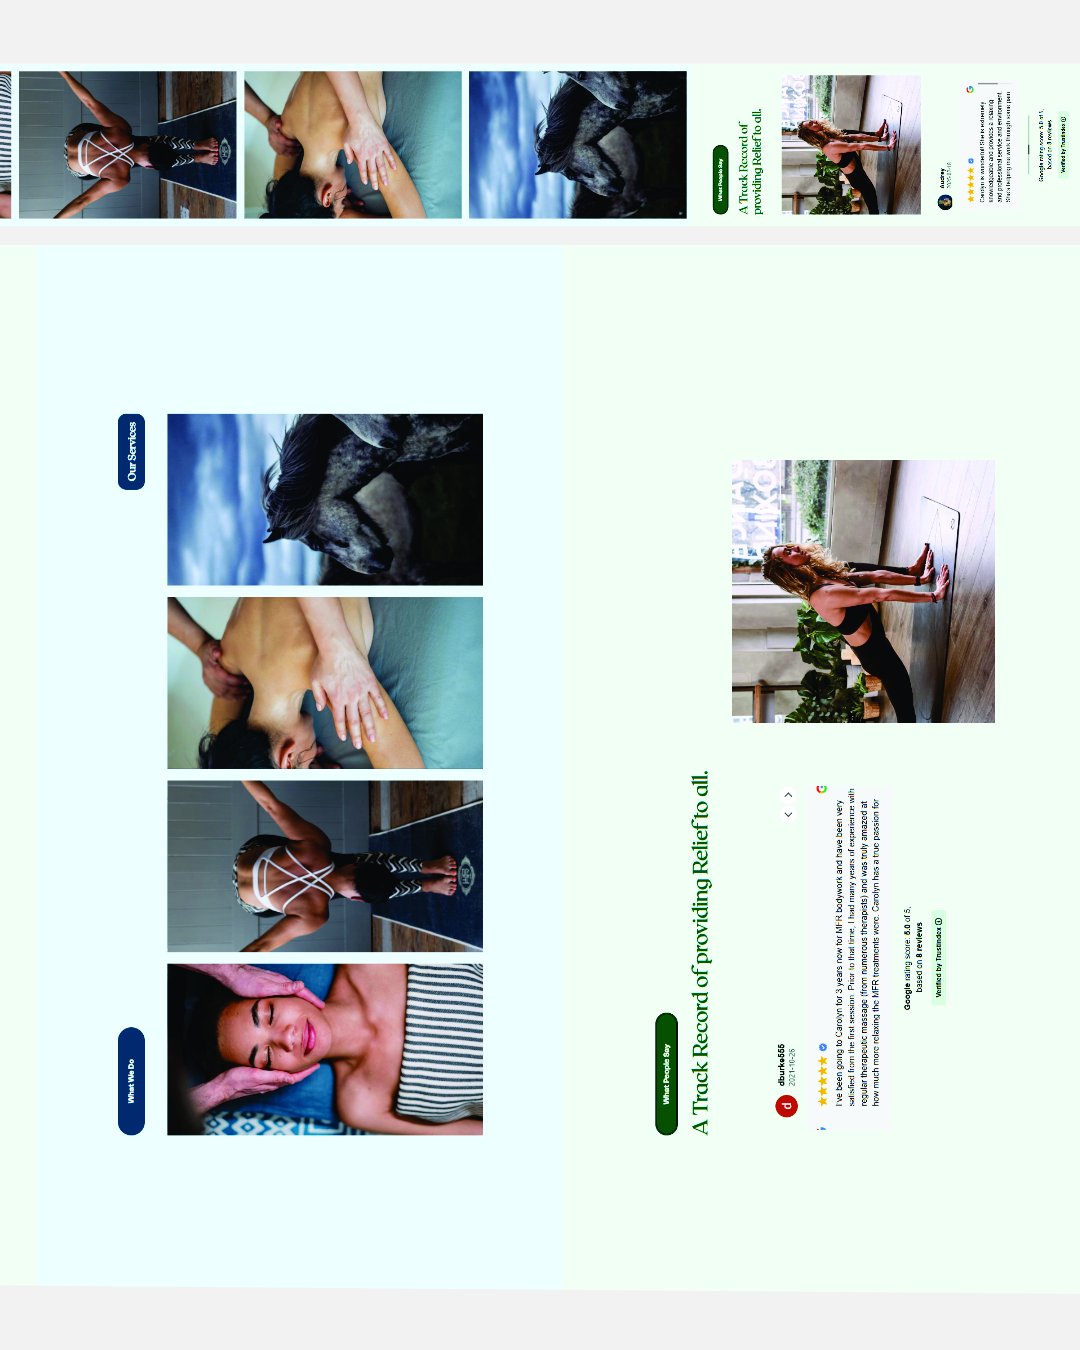 What We Do
Our Services
What People Say
A Track Record of providing Relief to all.
d
dburke555
2021-10-26
I've been going to Carolyn for 3 years now for MFR bodywork and have been very
satisfied from the first session. Prior to that time, I had many years of experience with
regular therapeutic massage (from numerous therapists) and was truly amazed at
how much more relaxing the MFR treatments were. Carolyn has a true passion for
Google rating score: 5.0 of 5,
based on 8 reviews
Verified by Trustindex
What People Say
A Track Record of
providing Relief to all.
Audrey
Carolyn is wonderful! She is extremely
knowledgeable and provides a relaxing
and professional service and environment.
She's helping me work through some pain
Google rating score: 5.0 of 5,
based on 8 reviews
Verified by Trustindex